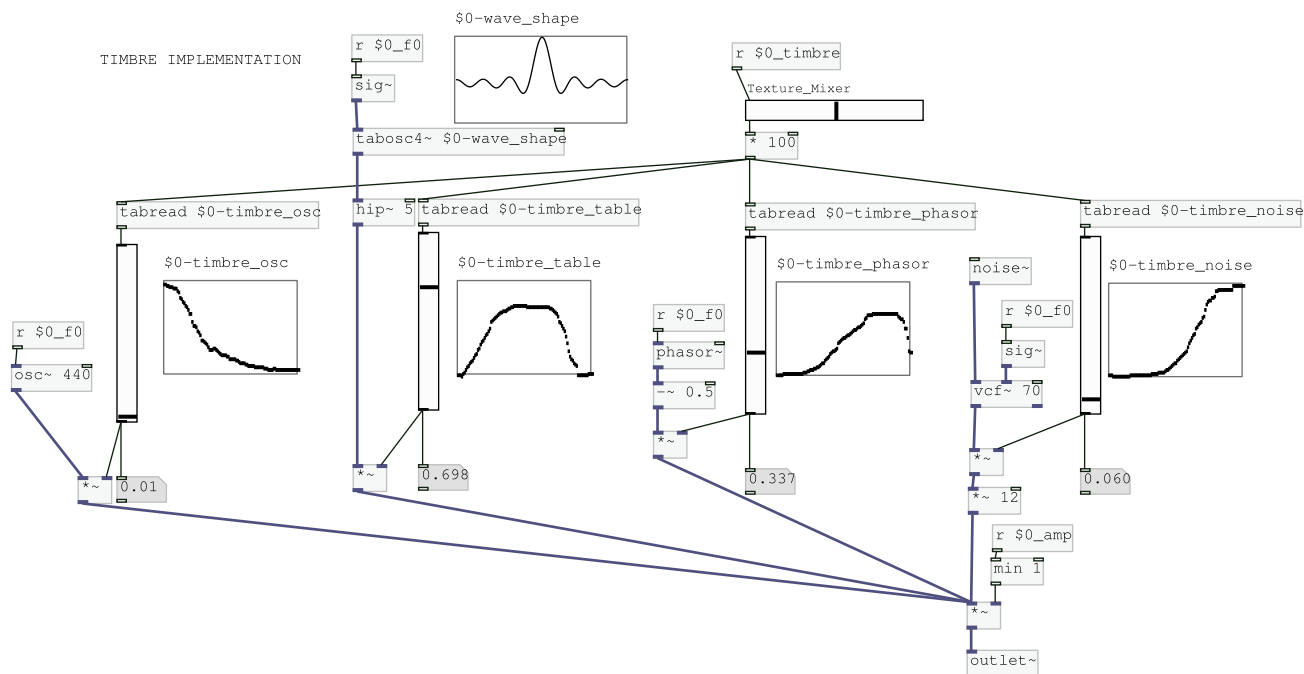 $0-wave_shape
r $0_f0
r $0_timbre
TIMBRE IMPLEMENTATION
sig~
Texture_Mixer
tabosc4~ $0-wave_shape
* 100
tabread $0-timbre_osc
hip~ 5
tabread $0-timbre_table
tabread $0-timbre_phasor
tabread $0-timbre_noise
$0-timbre_osc
$0-timbre_table
$0-timbre_phasor
noise~
$0-timbre_noise
r $0_f0
r $0_f0
r $0_f0
phasor~
sig~
osc~ 440
-~ 0.5
vcf~ 70
*~
*~
*~
0.698
0.337
0.060
*~
0.01
*~ 12
r $0_amp
min 1
*~
outlet~